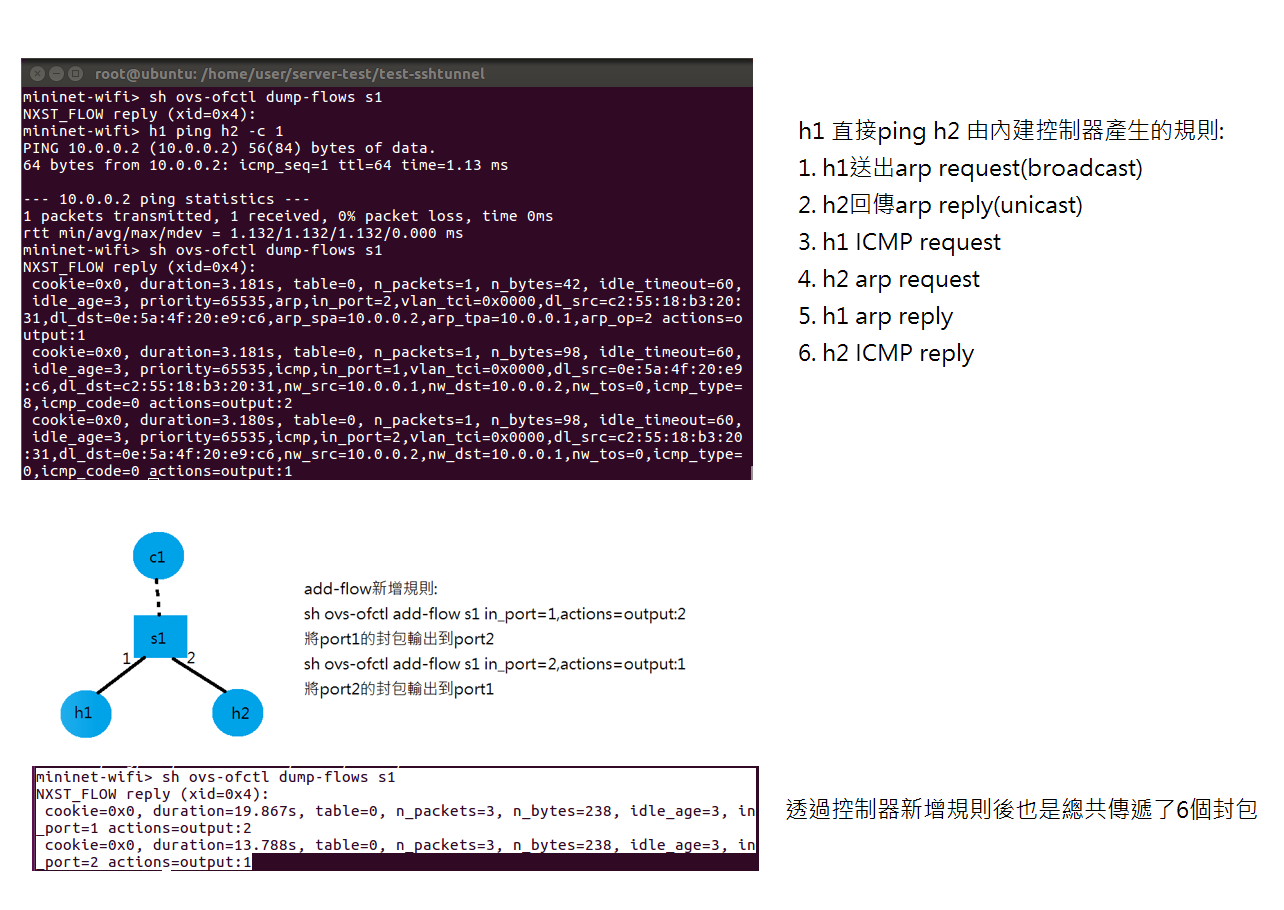 root@ubuntu: /home/user/server-test/test-sshtunnel
mininet-wifi> sh ovs-ofctl dump-flows s1
NXST_FLOW reply (xid=0x4):
mininet-wifi> h1 ping h2 -c 1
PING 10.0.0.2 (10.0.0.2) 56(84) bytes of data.
64 bytes from 10.0.0.2: icmp_seq=1 ttl=64 time=1.13 ms
--- 10.0.0.2 ping statistics ---
1 packets transmitted, 1 received, 0% packet loss, time 0ms
rtt min/avg/max/mdev = 1.132/1.132/1.132/0.000 ms
mininet-wifi> sh ovs-ofctl dump-flows s1
NXST_FLOW reply (xid=0x4):
cookie=0x0, duration=3.181s, table=0, n_packets=1, n_bytes=42, idle_timeout=60,
idle_age=3, priority=65535,arp,in_port=2,vlan_tci=0x0000,dl_src=c2:55:18:b3:20:
31,dl_dst=0e:5a:4f:20:e9:c6,arp_spa=10.0.0.2,arp_tpa=10.0.0.1,arp_op=2 actions=o
utput:1
cookie=0x0, duration=3.181s, table=0, n_packets=1, n_bytes=98, idle_timeout=60,
idle_age=3, priority=65535,icmp,in_port=1,vlan_tci=0x0000,dl_src=0e:5a:4f:20:e9
:c6,dl_dst=c2:55:18:b3:20:31,nw_src=10.0.0.1,nw_dst=10.0.0.2,nw_tos=0,icmp_type=
8,icmp_code=0 actions=output:2
cookie=0x0, duration=3.180s, table=0, n_packets=1, n_bytes=98, idle_timeout=60,
idle_age=3, priority=65535,icmp,in_port=2,vlan_tci=0x0000,dl_src=c2:55:18:b3:20
:31,dl_dst=0e:5a:4f:20:e9:c6,nw_src=10.0.0.2,nw_dst=10.0.0.1,nw_tos=0,icmp_type=
0,icmp_code=0 actions=output:1
h1 直接ping h2 由內建控制器產生的規則:
1. h1送出arp request(broadcast)
2. h2回傳arp reply(unicast)
3. h1 ICMP request
4. h2 arp request
5. h1 arp reply
6. h2 ICMP reply
c1
s1
1
2
h1
h2
add-flow新增規則:
sh ovs-ofctl add-flow s1 in_port=1,actions=output:2
將port1的封包輸出到port2
sh ovs-ofctl add-flow s1 in_port=2,actions=output:1
將port2的封包輸出到port1
mininet-wifi> sh ovs-ofctl dump-flows s1
NXST_FLOW reply (xid=0x4):
cookie=0x0, duration=19.867s, table=0, n_packets=3, n_bytes=238, idle_age=3, in
_port=1 actions=output:2
cookie=0x0, duration=13.788s, table=0, n_packets=3, n_bytes=238, idle_age=3, in
_port=2 actions=output:1
透過控制器新增規則後也是總共傳遞了6個封包